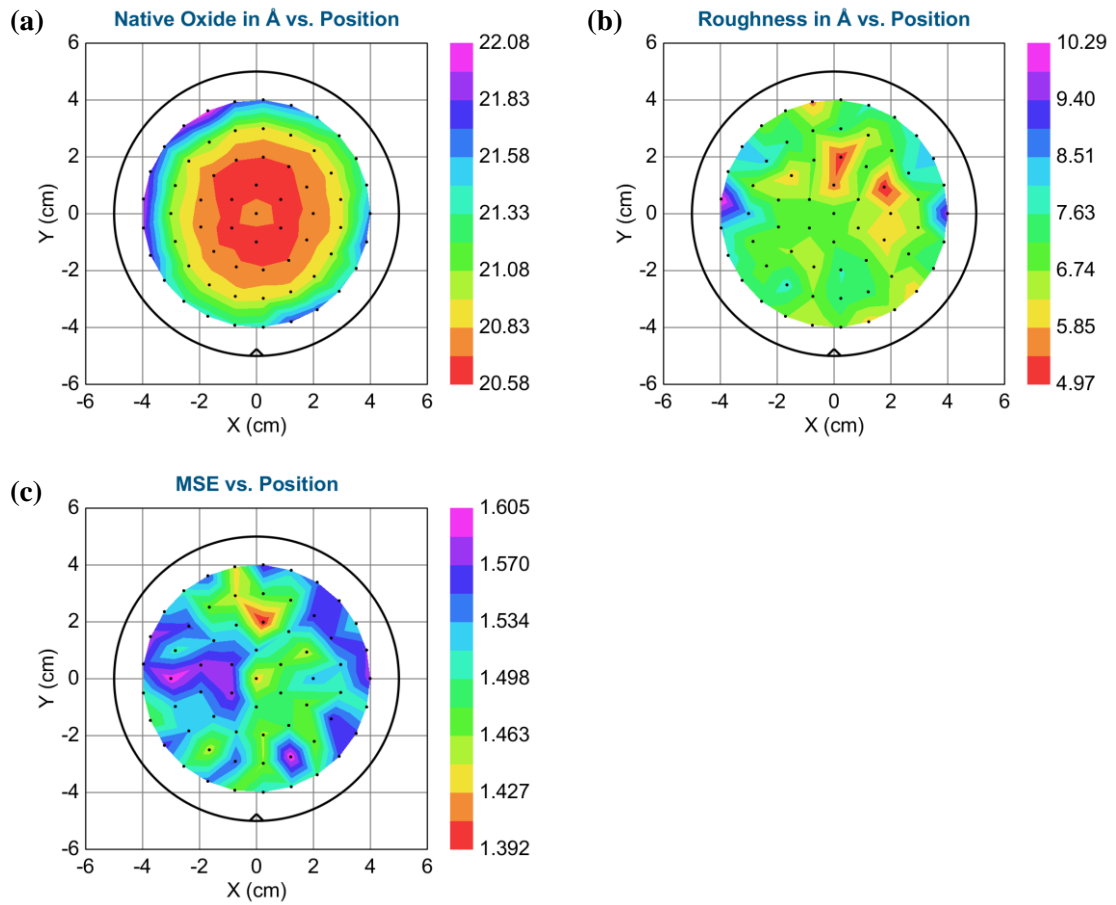 (a)
Native Oxide in Å vs. Position
6
4
2
0
-2
-4
-6
Y (cm)
-6 -4 -2 0 2 4 6
X (cm)
22.08
21.83
21.58
21.33
21.08
20.83
20.58
(b)
Roughness in Å vs. Position
6
4
2
0
-2
-4
-6
Y (cm)
-6 -4 -2 0 2 4 6
X (cm)
10.29
9.40
8.51
7.63
6.74
5.85
4.97
(c)
MSE vs. Position
6
4
2
0
-2
-4
-6
Y (cm)
-6 -4 -2 0 2 4 6
X (cm)
1.605
1.570
1.534
1.498
1.463
1.427
1.392